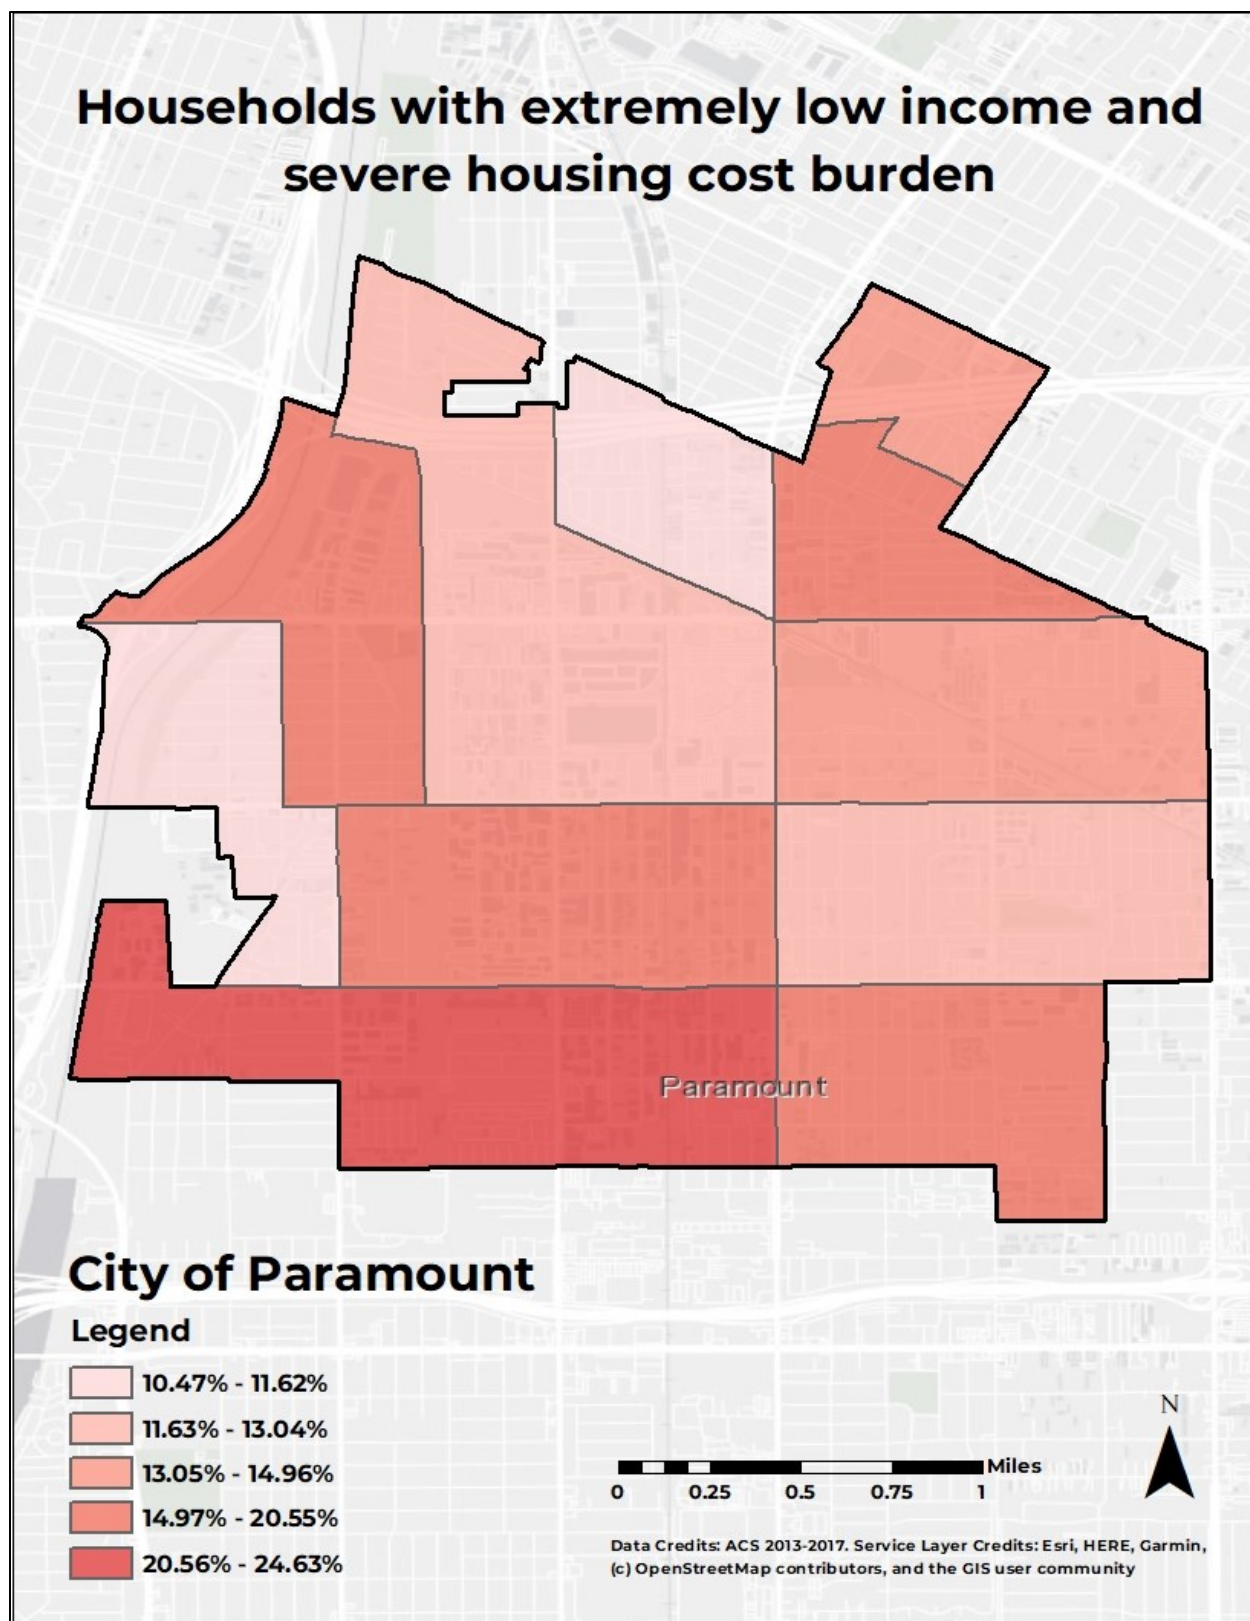 Households with extremely low income and
severe housing cost burden
Paramount
City of Paramount
Legend
10.47% - 11.62%
11.63% - 13.04%
13.05% - 14.96%
14.97% - 20.55%
20.56% - 24.63%
N
Miles
0 0.25 0.5 0.75 1
Data Credits: ACS 2013-2017. Service Layer Credits: Esri, HERE, Garmin,
(c) OpenStreetMap contributors, and the GIS user community